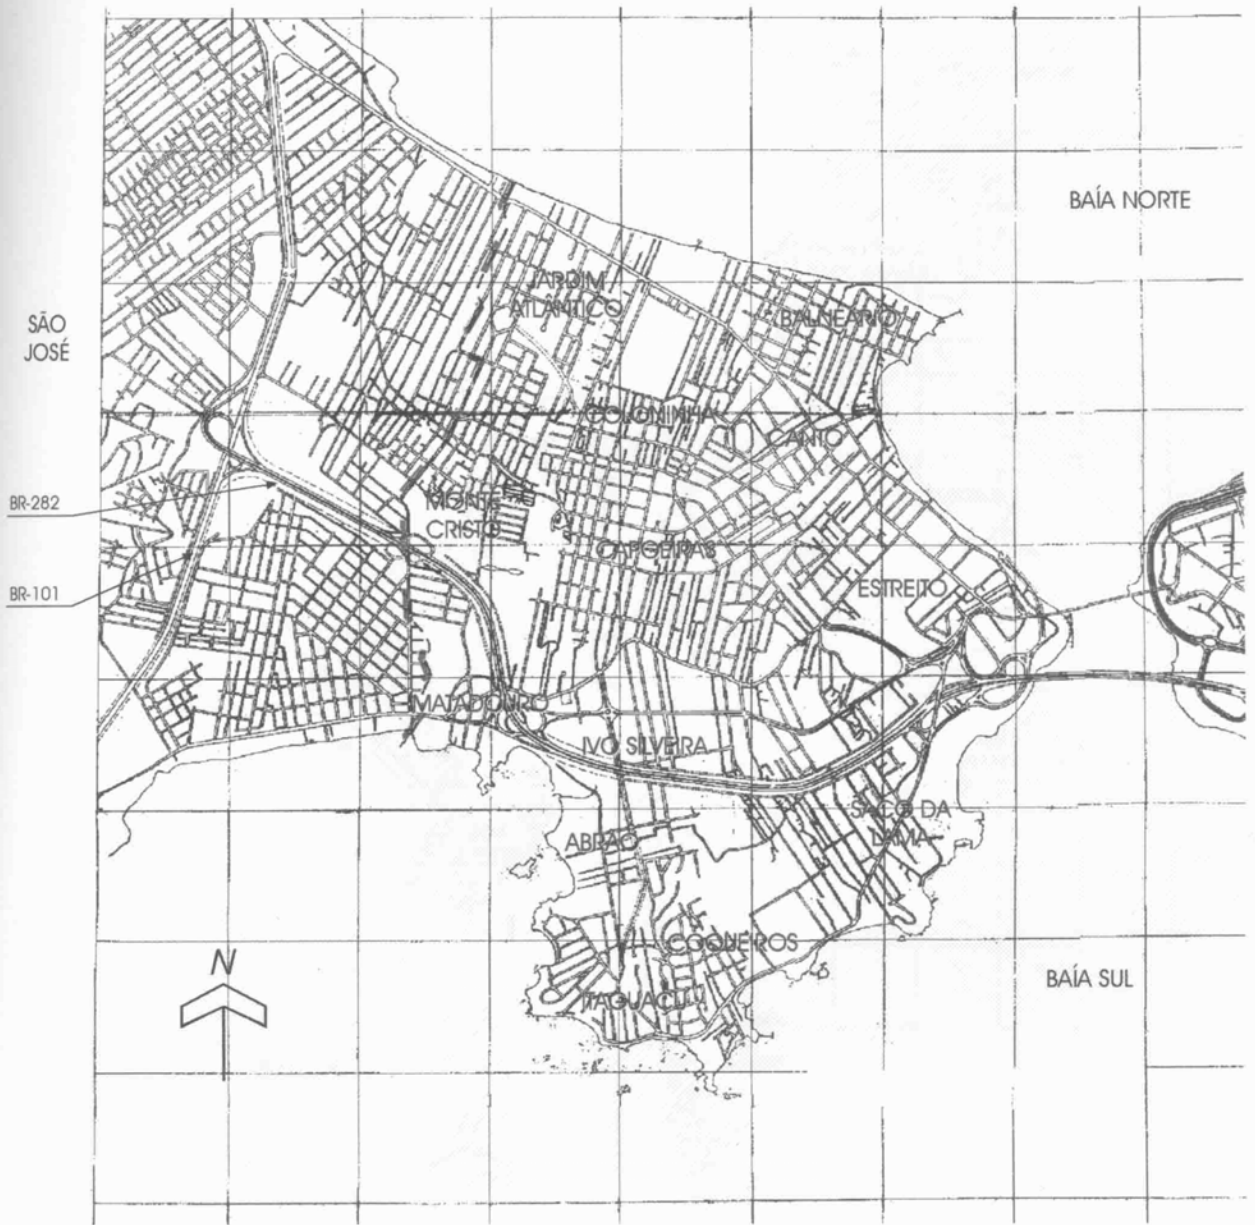 BAÍA NORTE
JARDIM
ATLÂNTICO
SÃO
JOSÉ
BALNEÁRIO
COLONINHA
CANTO
BR-282
MONTE
CRISTO
CAPOEIRAS
BR-101
ESTREITO
MATADOURO
IVO SILVEIRA
SACO DA
LAMA
ABRÃO
COQUEIROS
N
BAÍA SUL
ITAGUAÇU